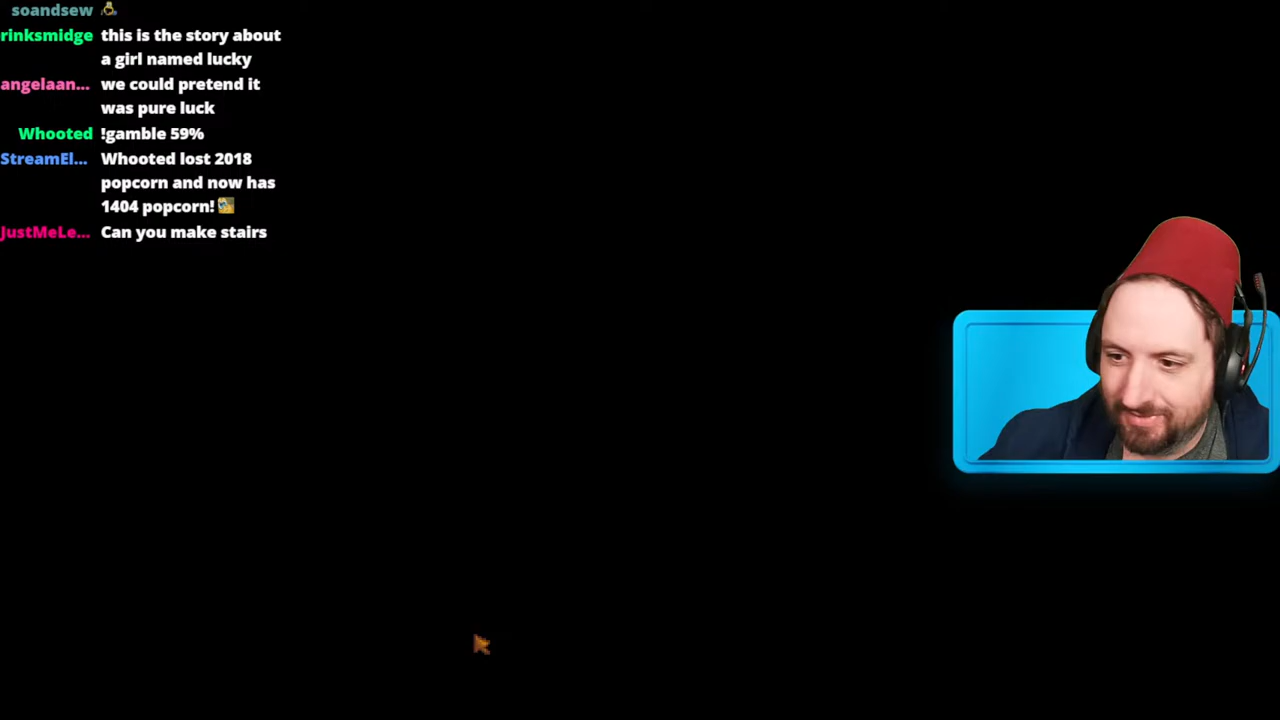 soandsew
rinksmidge this is the story about
a girl named lucky
angelaan... we could pretend it
was pure luck
Whooted !gamble 59%
StreamEl... Whooted lost 2018
popcorn and now has
1404 popcorn!
JustMeLe... Can you make stairs